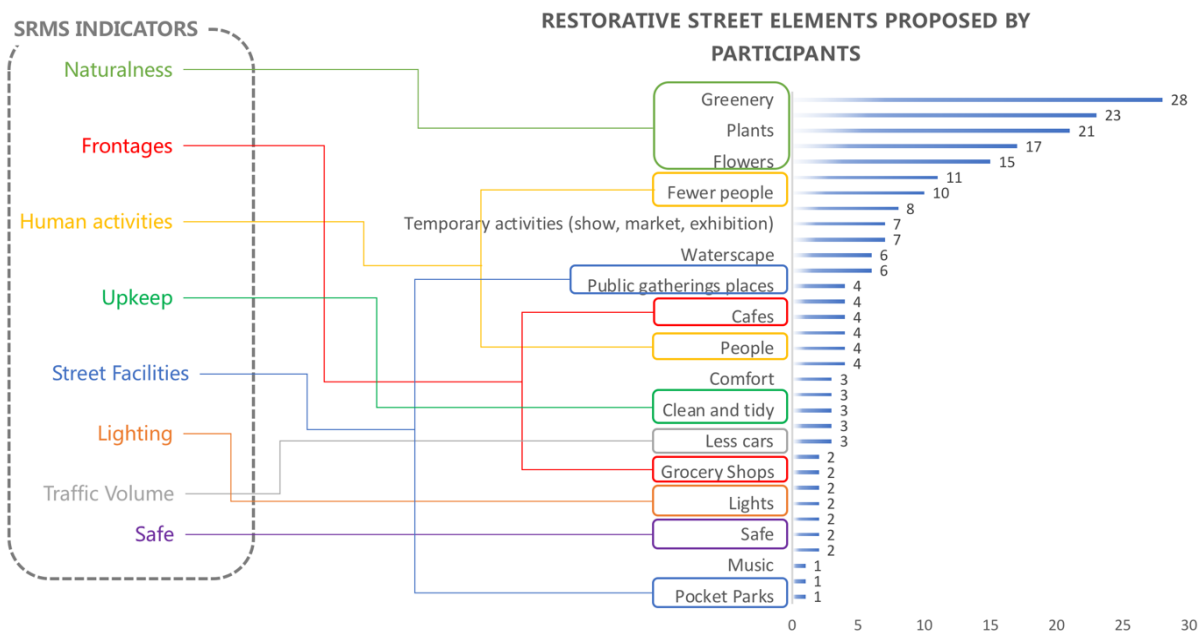 RESTORATIVE STREET ELEMENTS PROPOSED BY
PARTICIPANTS
SRMS INDICATORS
Naturalness
Frontages
Human activities
Upkeep
Street Facilities
Lighting
Traffic Volume
Safe
Greenery
Plants
Flowers
Fewer people
Temporary activities (show, market, exhibition)
Waterscape
Public gatherings places
Cafes
People
Comfort
Clean and tidy
Less cars
Grocery Shops
Lights
Safe
Music
Pocket Parks
28
23
21
17
15
11
10
8
7
7
6
6
4
4
4
4
4
4
3
3
3
3
3
2
2
2
2
2
2
2
1
1
1
0 5 10 15 20 25 30